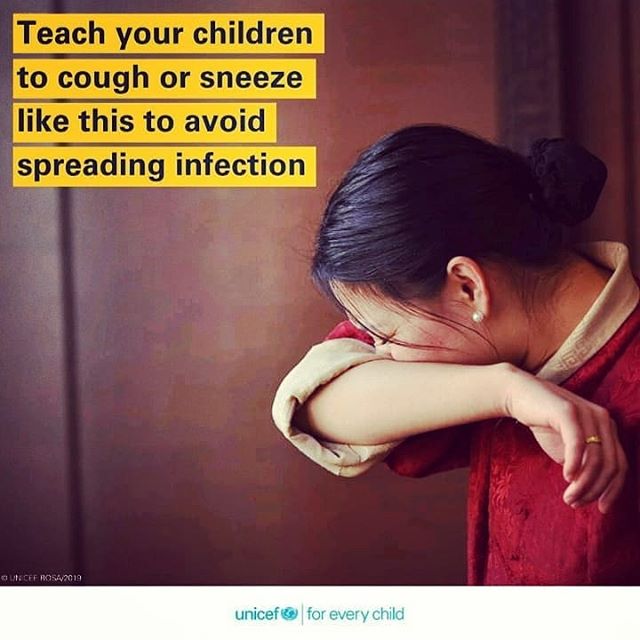 Teach your children
to cough or sneeze
like this to avoid
spreading infection
© UNICEF ROSA/2019
unicef | for every child